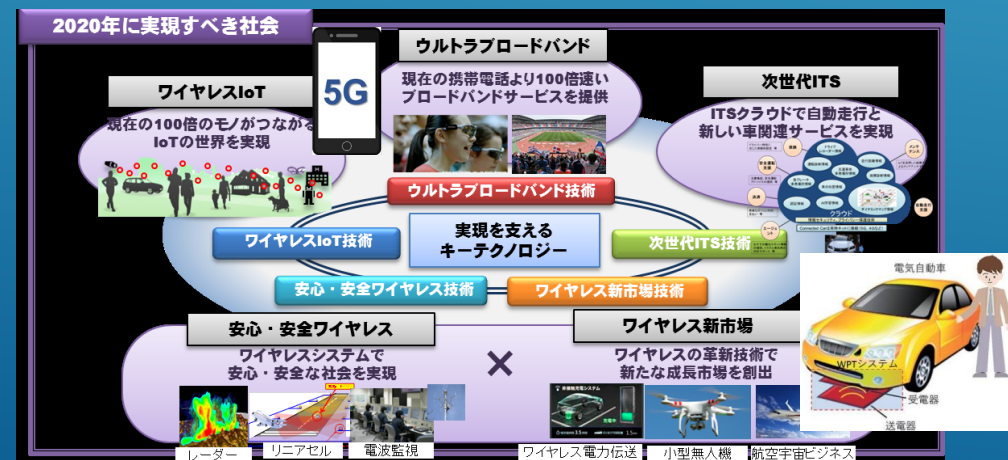 2020年に実現すべき社会
ウルトラブロードバンド
現在の携帯電話より100倍速い
ブロードバンドサービスを提供
5G
ワイヤレスIoT
現在の100倍のモノがつながる
IoTの世界を実現
次世代ITS
ITSクラウドで自動走行と
新しい車関連サービスを実現
クラウド
ウルトラブロードバンド技術
ワイヤレスIoT技術
実現を支える
キーテクノロジー
次世代ITS技術
安心・安全ワイヤレス技術
ワイヤレス新市場技術
安心・安全ワイヤレス
ワイヤレスシステムで
安心・安全な社会を実現
×
ワイヤレス新市場
ワイヤレスの革新技術で
新たな成長市場を創出
レーダー
リニアセル
電波監視
ワイヤレス電力伝送
小型無人機
航空宇宙ビジネス
電気自動車
WPTシステム
受電器
送電器